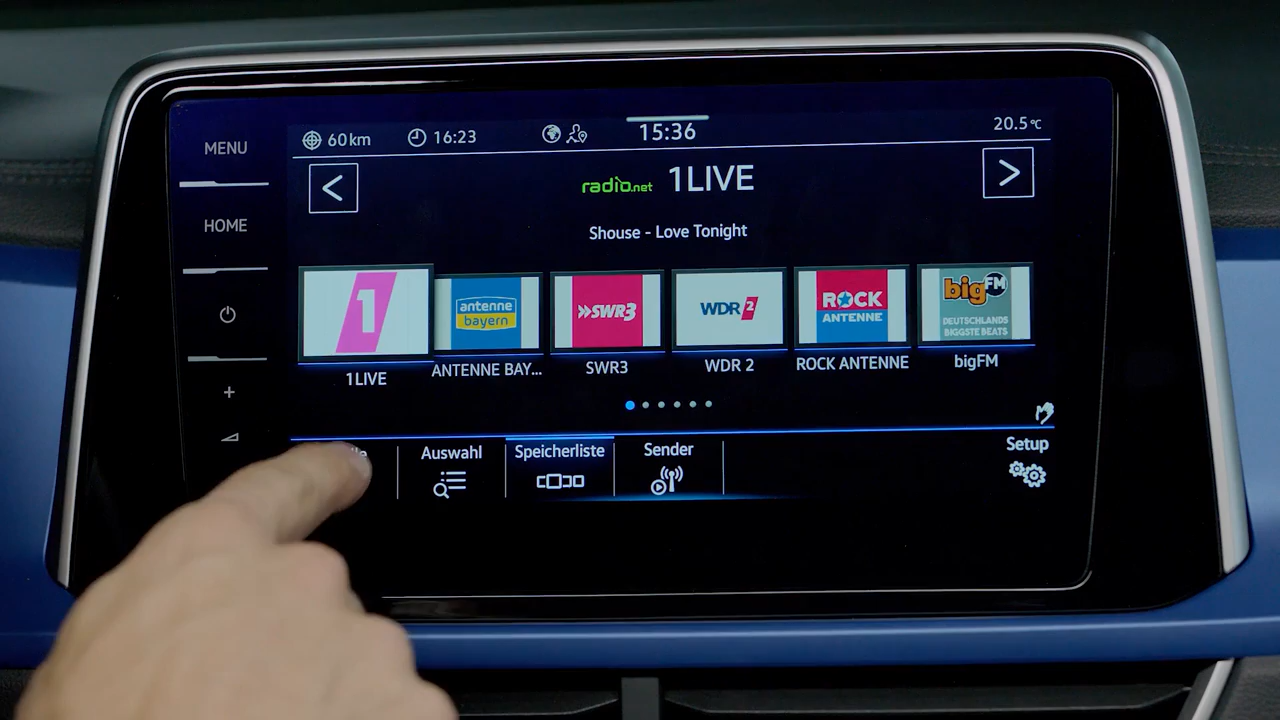 MENU
HOME
+
60 km
16:23
15:36
20.5°C
<
radio.net 1LIVE
>
Shouse - Love Tonight
1
antenne
bayern
SWR3
WDR 2
ROCK
ANTENNE
bigFM
DEUTSCHLANDS
BIGGSTE BEATS
1LIVE
ANTENNE BAY...
SWR3
WDR 2
ROCK ANTENNE
bigFM
Auswahl
Speicherliste
Sender
Setup